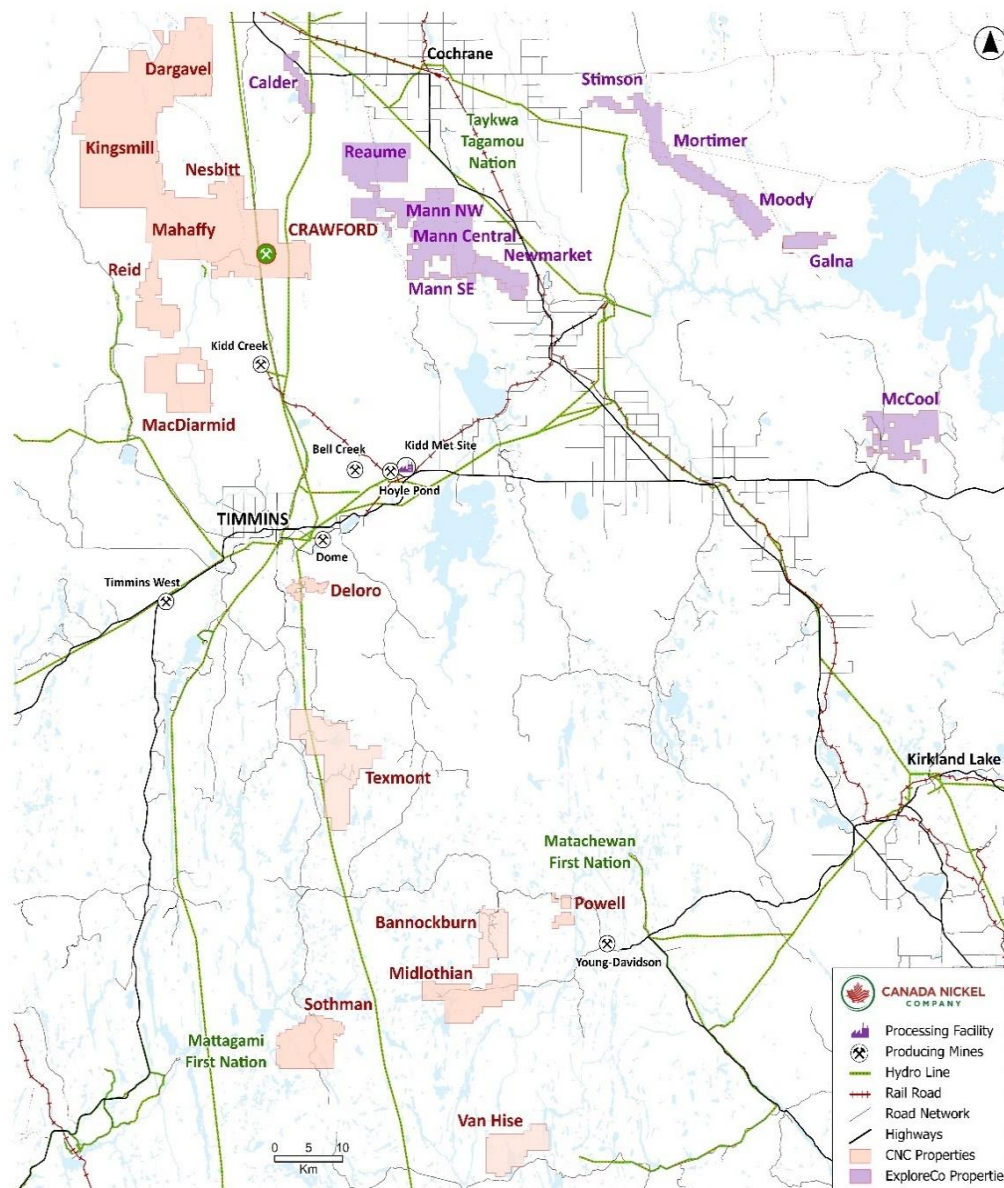 Cochrane
Dargavel
Calder
Stimson
Taykwa
Tagamou
Nation
Mortimer
Kingsmill
Reaume
Nesbitt
Moody
Mann NW
Mahaffy
CRAWFORD
Mann Central
Newmarket
Galna
Reid
Mann SE
Kidd Creek
McCool
MacDiarmid
Bell Creek
Kidd Met Site
Hoyle Pond
TIMMINS
Dome
Timmins West
Deloro
Kirkland Lake
Texmont
Matachewan
First Nation
Powell
Bannockburn
Young-Davidson
Midlothian
Sothman
Mattagami
First Nation
Van Hise
0 5 10
Km
CANADA NICKEL
COMPANY
Processing Facility
Producing Mines
Hydro Line
Rail Road
Road Network
Highways
CNC Properties
ExploreCo Propertie